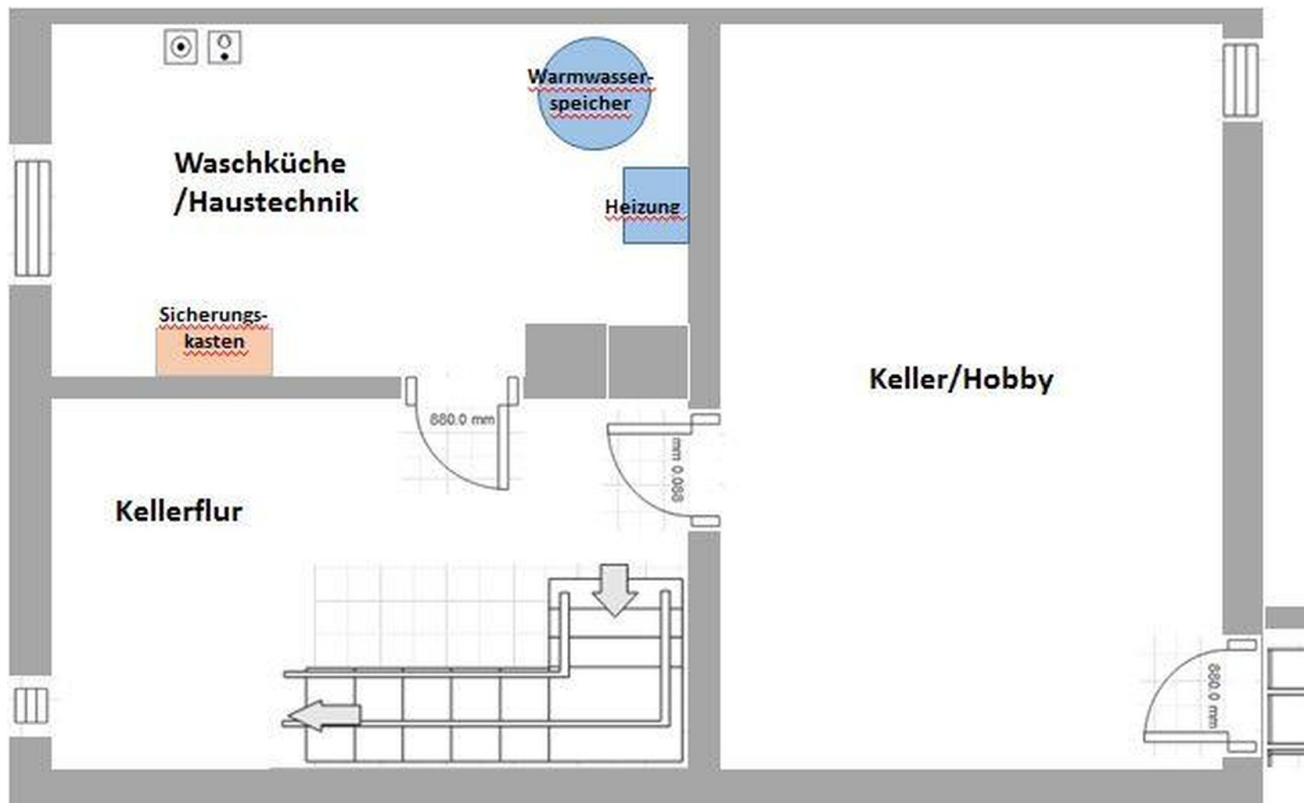 Warmwasser-
speicher
Waschküche
/Haustechnik
Heizung
Sicherungs-
kasten
Keller/Hobby
880.0 mm
880.0 mm
Kellerflur
880.0 mm